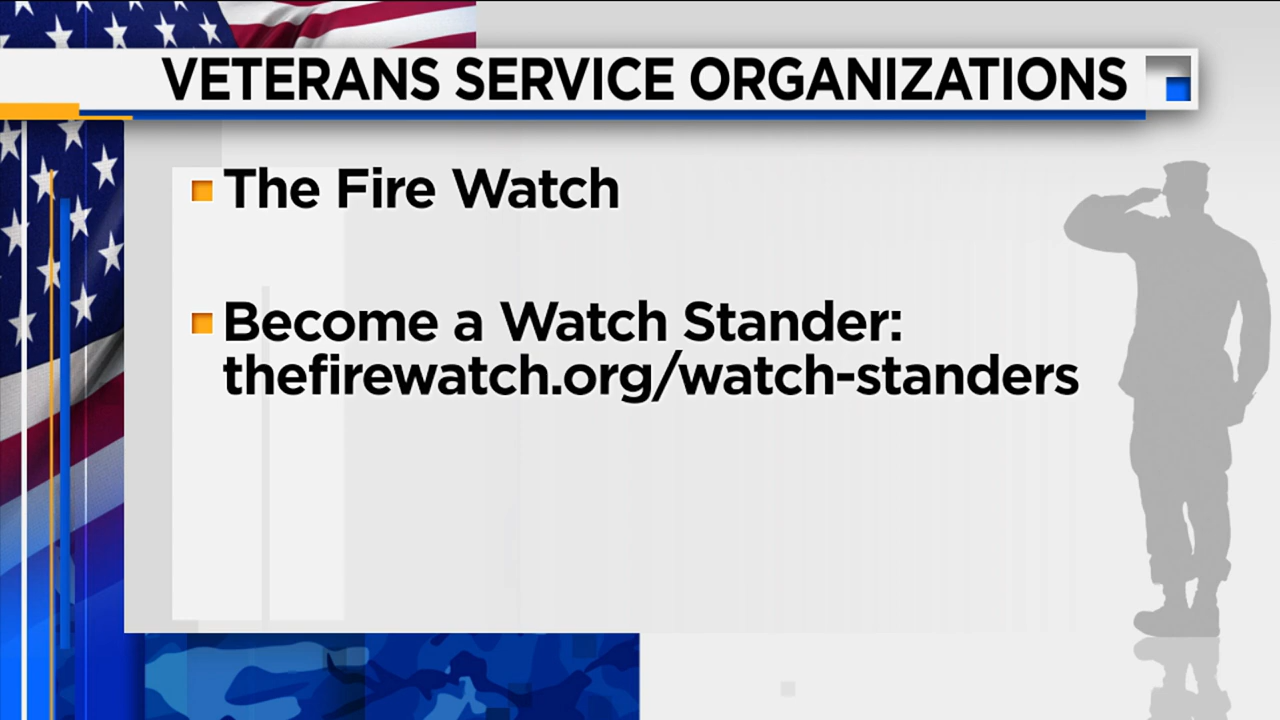 VETERANS SERVICE ORGANIZATIONS
The Fire Watch
Become a Watch Stander:
thefirewatch.org/watch-standers